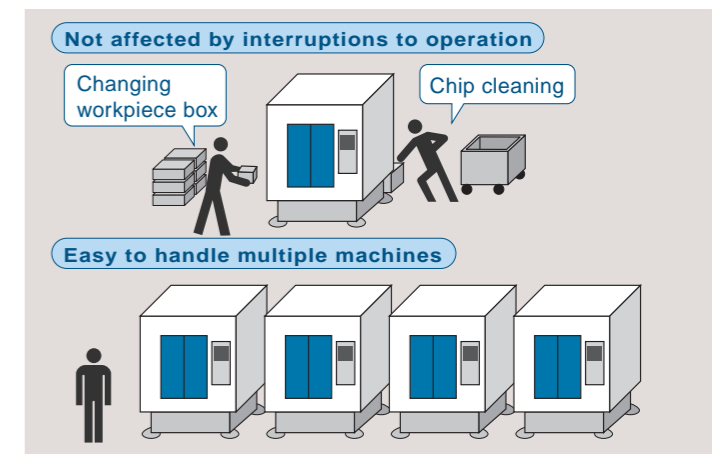 Not affected by interruptions to operation
Changing
workpiece box
Chip cleaning
Easy to handle multiple machines